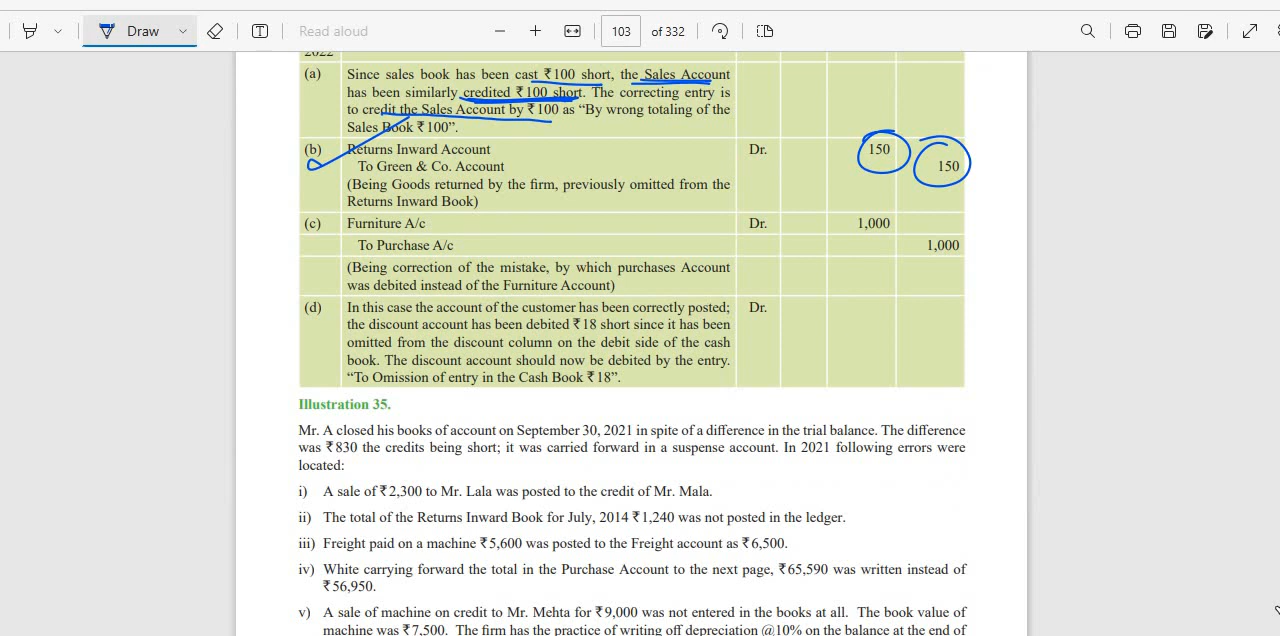 Draw
Read aloud
103 of 332
2022
(a) Since sales book has been cast ₹100 short, the Sales Account
has been similarly credited ₹100 short. The correcting entry is
to credit the Sales Account by ₹100 as “By wrong totaling of the
Sales Book ₹100”.
(b) Returns Inward Account Dr. 150
To Green & Co. Account 150
(Being Goods returned by the firm, previously omitted from the
Returns Inward Book)
(c) Furniture A/c Dr. 1,000
To Purchase A/c 1,000
(Being correction of the mistake, by which purchases Account
was debited instead of the Furniture Account)
(d) In this case the account of the customer has been correctly posted; Dr.
the discount account has been debited ₹18 short since it has been
omitted from the discount column on the debit side of the cash
book. The discount account should now be debited by the entry.
“To Omission of entry in the Cash Book ₹18”.
Illustration 35.
Mr. A closed his books of account on September 30, 2021 in spite of a difference in the trial balance. The difference
was ₹830 the credits being short; it was carried forward in a suspense account. In 2021 following errors were
located:
i) A sale of ₹2,300 to Mr. Lala was posted to the credit of Mr. Mala.
ii) The total of the Returns Inward Book for July, 2014 ₹1,240 was not posted in the ledger.
iii) Freight paid on a machine ₹5,600 was posted to the Freight account as ₹6,500.
iv) White carrying forward the total in the Purchase Account to the next page, ₹65,590 was written instead of
₹56,950.
v) A sale of machine on credit to Mr. Mehta for ₹9,000 was not entered in the books at all. The book value of
machine was ₹7,500. The firm has the practice of writing off depreciation @10% on the balance at the end of